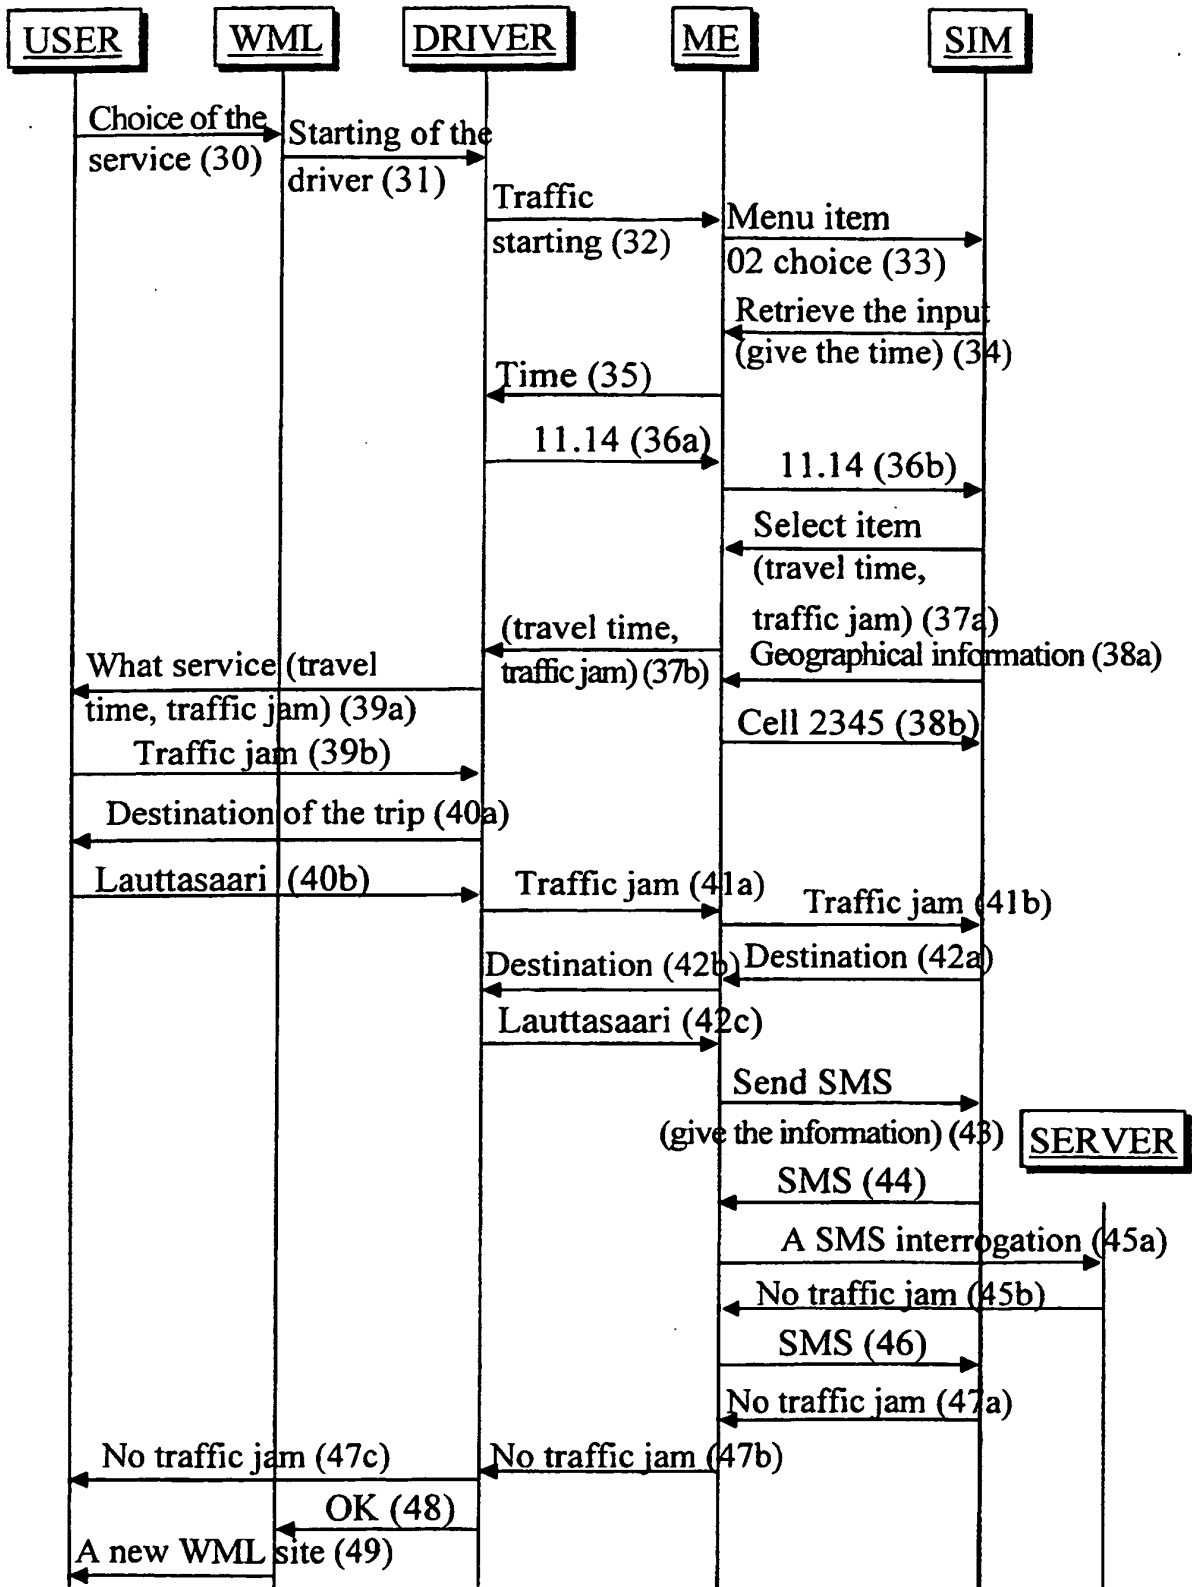 USER
WML
DRIVER
ME
SIM
Choice of the
service (30)
Starting of the
driver (31)
Traffic
starting (32)
Menu item
02 choice (33)
Retrieve the input
(give the time) (34)
Time (35)
11.14 (36a)
11.14 (36b)
Select item
(travel time,
traffic jam) (37a)
(travel time,
traffic jam) (37b)
Geographical information (38a)
What service (travel
time, traffic jam) (39a)
Cell 2345 (38b)
Traffic jam (39b)
Destination of the trip (40a)
Lauttasaari (40b)
Traffic jam (41a)
Traffic jam (41b)
Destination (42a)
Destination (42b)
Lauttasaari (42c)
Send SMS
(give the information) (43)
SERVER
SMS (44)
A SMS interrogation (45a)
No traffic jam (45b)
SMS (46)
No traffic jam (47a)
No traffic jam (47b)
No traffic jam (47c)
OK (48)
A new WML site (49)